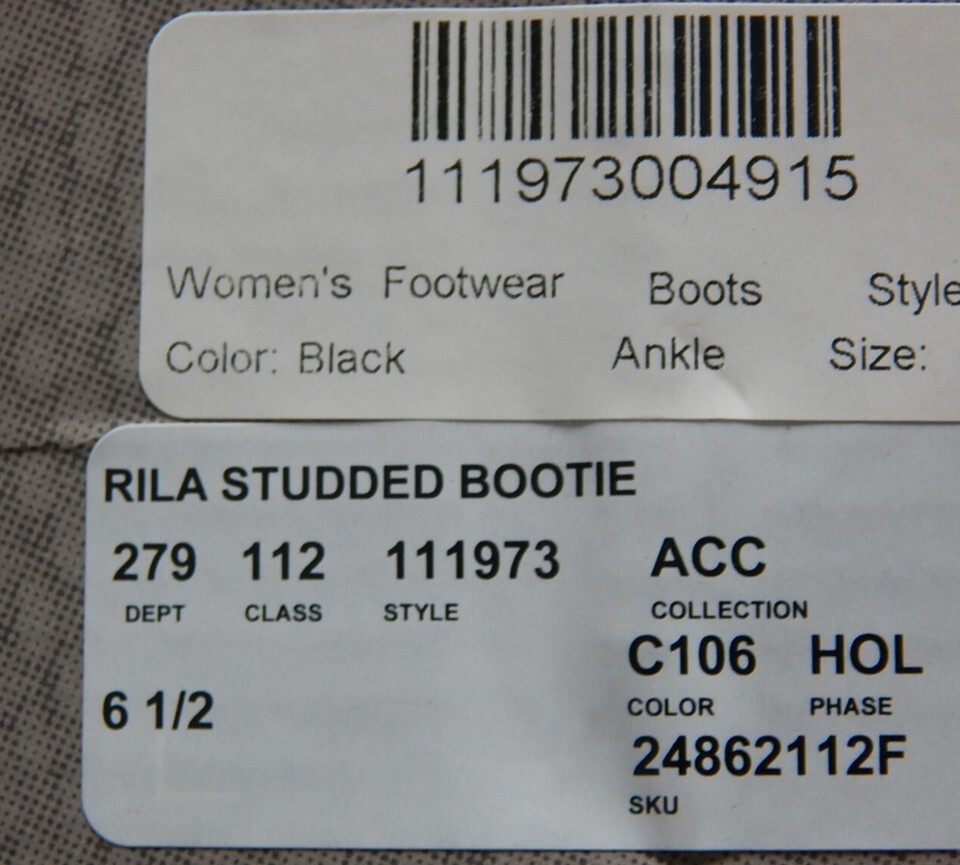 111973004915
Women's Footwear Boots Style
Color: Black Ankle Size:
RILA STUDDED BOOTIE
279 112 111973 ACC
DEPT CLASS STYLE COLLECTION
C106 HOL
6 1/2 COLOR PHASE
24862112F
SKU